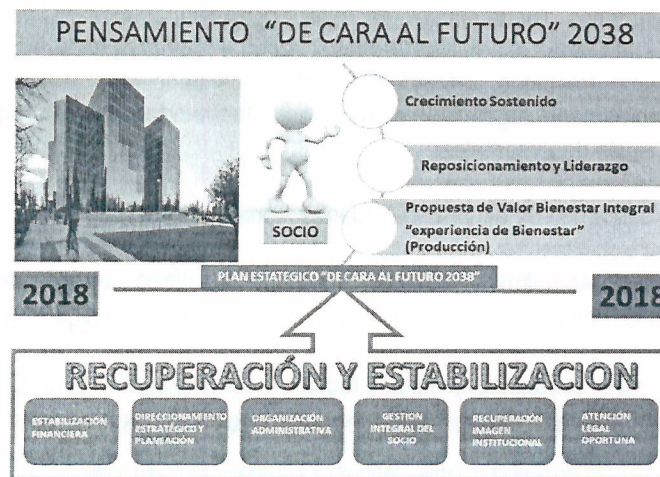 PENSAMIENTO "DE CARA AL FUTURO" 2038
Crecimiento Sostenido
Reposicionamiento y Liderazgo
Propuesta de Valor Bienestar Integral
"experiencia de Bienestar"
(Producción)
SOCIO
PLAN ESTATEGICO "DE CARA AL FUTURO 2038"
2018
2018
RECUPERACIÓN Y ESTABILIZACION
ESTABILIZACIÓN
FINANCIERA
DIRECCIONAMIENTO
ESTRATÉGICO Y
PLANEACIÓN
ORGANIZACIÓN
ADMINISTRATIVA
GESTION
INTEGRAL DEL
SOCIO
RECUPERACIÓN
IMAGEN
INSTITUCIONAL
ATENCIÓN
LEGAL
OPORTUNA